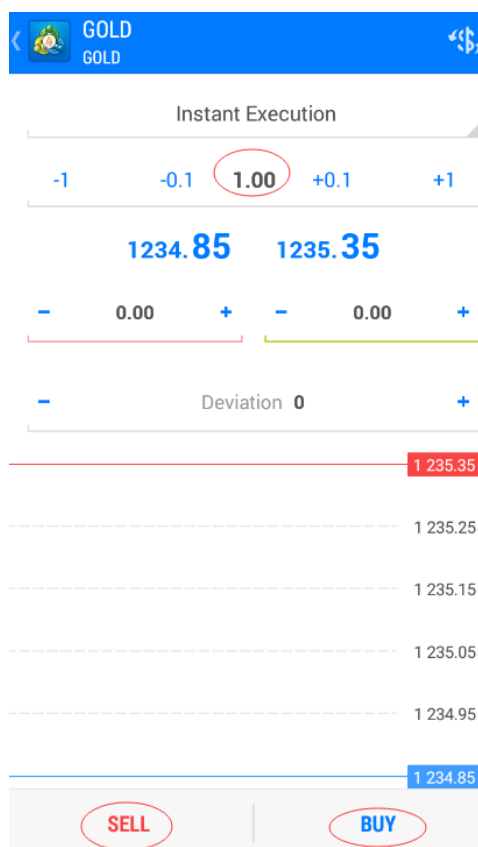 GOLD
GOLD
Instant Execution
-1 -0.1 1.00 +0.1 +1
1234.85 1235.35
- 0.00 + - 0.00 +
- Deviation 0 +
1 235.35
1 235.25
1 235.15
1 235.05
1 234.95
1 234.85
SELL BUY